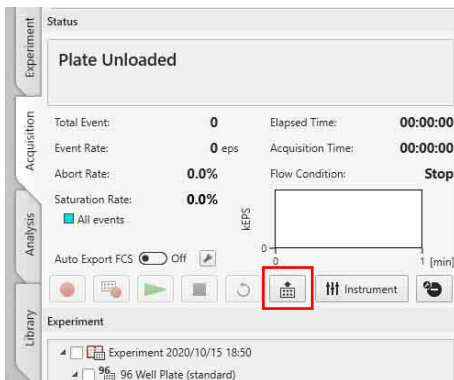 Experiment
Acquisition
Analysis
Library
Status
Plate Unloaded
Total Event: 0 Elapsed Time: 00:00:00
Event Rate: 0 eps Acquisition Time: 00:00:00
Abort Rate: 0.0% Flow Condition: Stop
Saturation Rate: 0.0%
All events
kEPS
0
0 1 [min]
Auto Export FCS Off
Instrument
Experiment
Experiment 2020/10/15 18:50
96 96 Well Plate (standard)